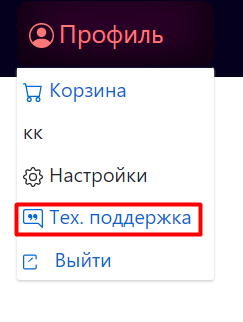 Профиль
Корзина
кк
Настройки
Тех. поддержка
Выйти